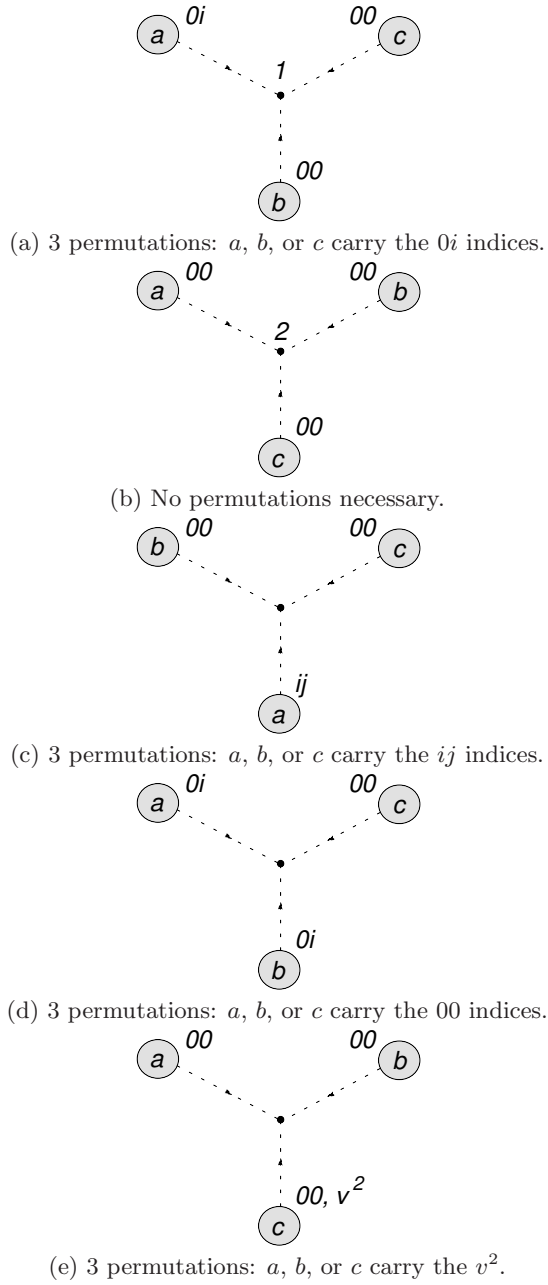 0i 00
a c
1
00
b
(a) 3 permutations: a, b, or c carry the 0i indices.
00 00
a b
2
00
c
(b) No permutations necessary.
00 00
b c
ij
a
(c) 3 permutations: a, b, or c carry the ij indices.
0i 00
a c
0i
b
(d) 3 permutations: a, b, or c carry the 00 indices.
00 00
a b
00, v²
c
(e) 3 permutations: a, b, or c carry the v².